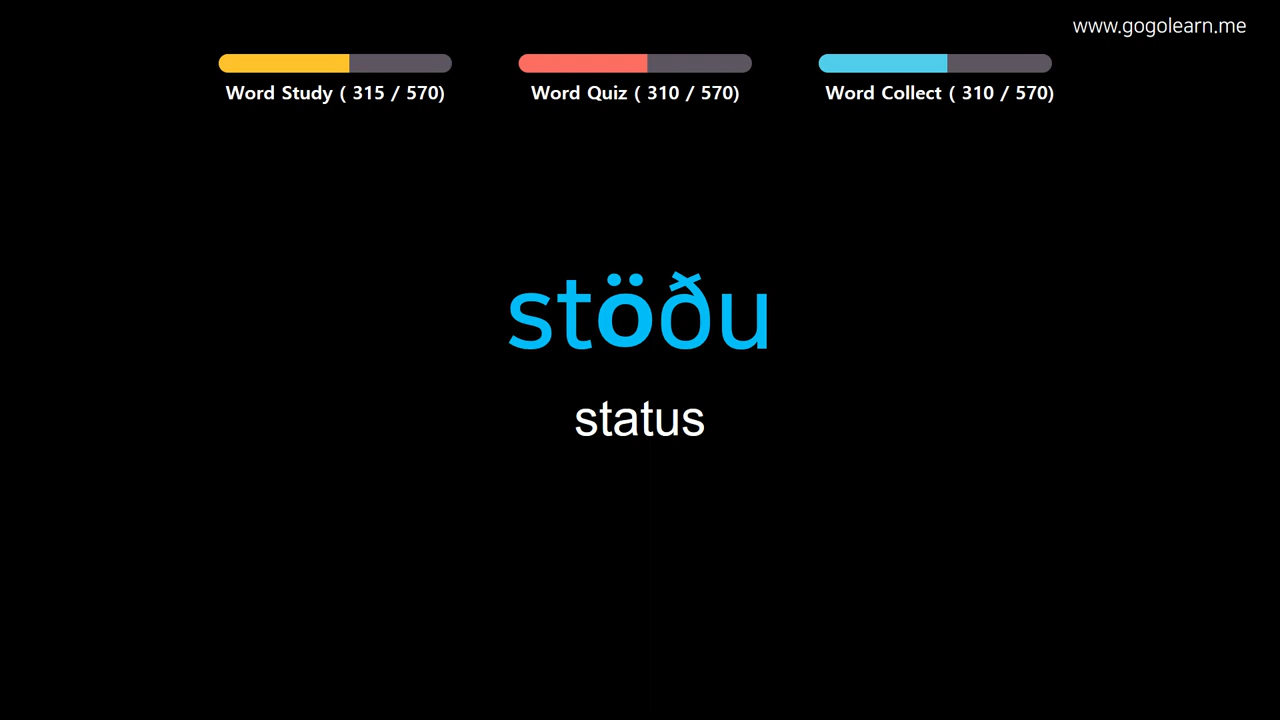 www.gogolearn.me
Word Study ( 315 / 570)
Word Quiz ( 310 / 570)
Word Collect ( 310 / 570)
stöðu
status